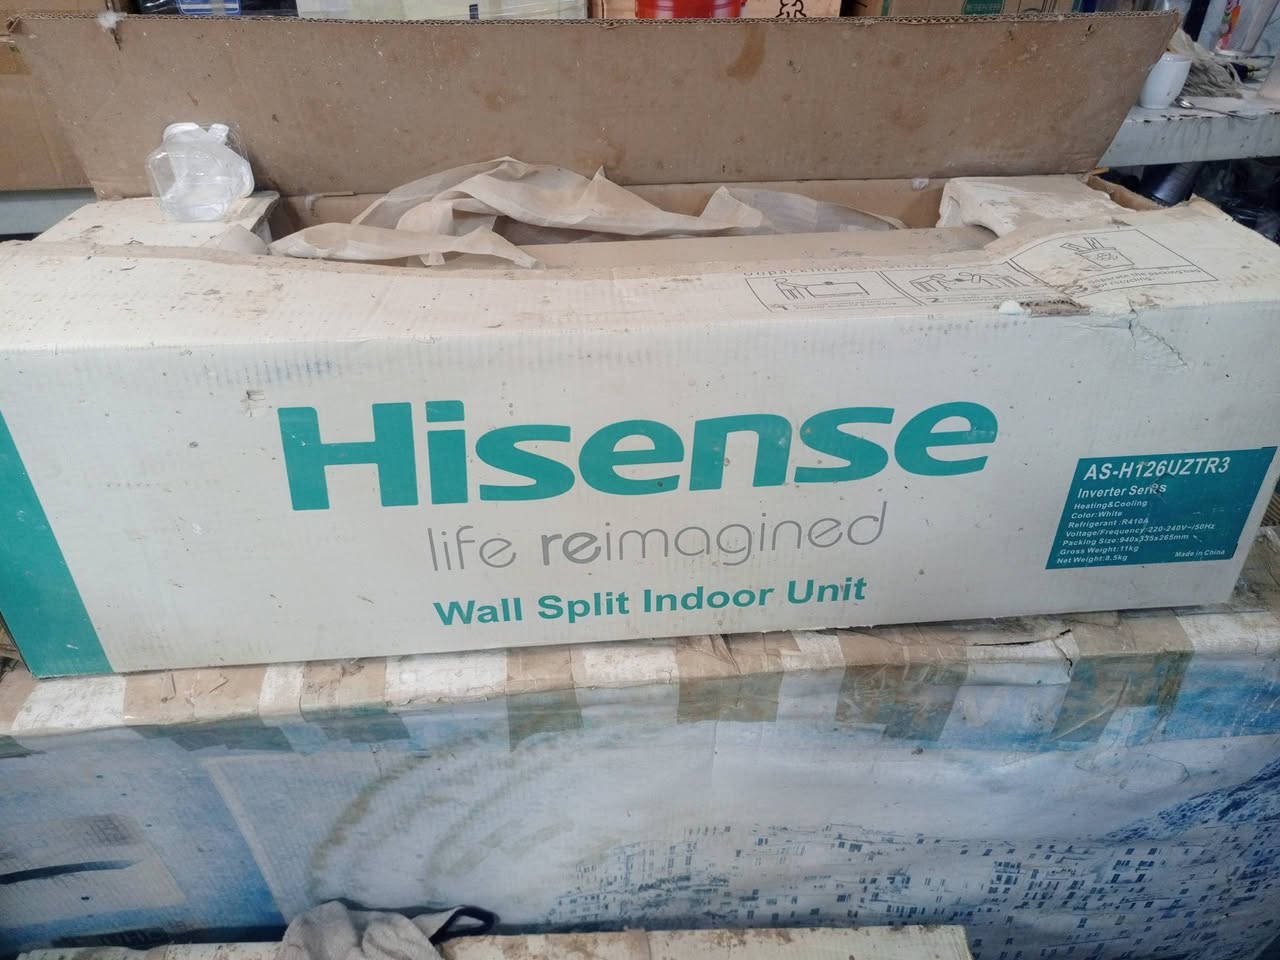 Hisense
life reimagined
Wall Split Indoor Unit
AS-H126UZTR3
Inverter Series
Heating&Cooling
Color:White
Refrigerant :R410A
Voltage/Frequency:220-240V~/50Hz
Packing Size:940x335x265mm
Gross Weight:11kg
Net Weight:8.5kg
Made in China